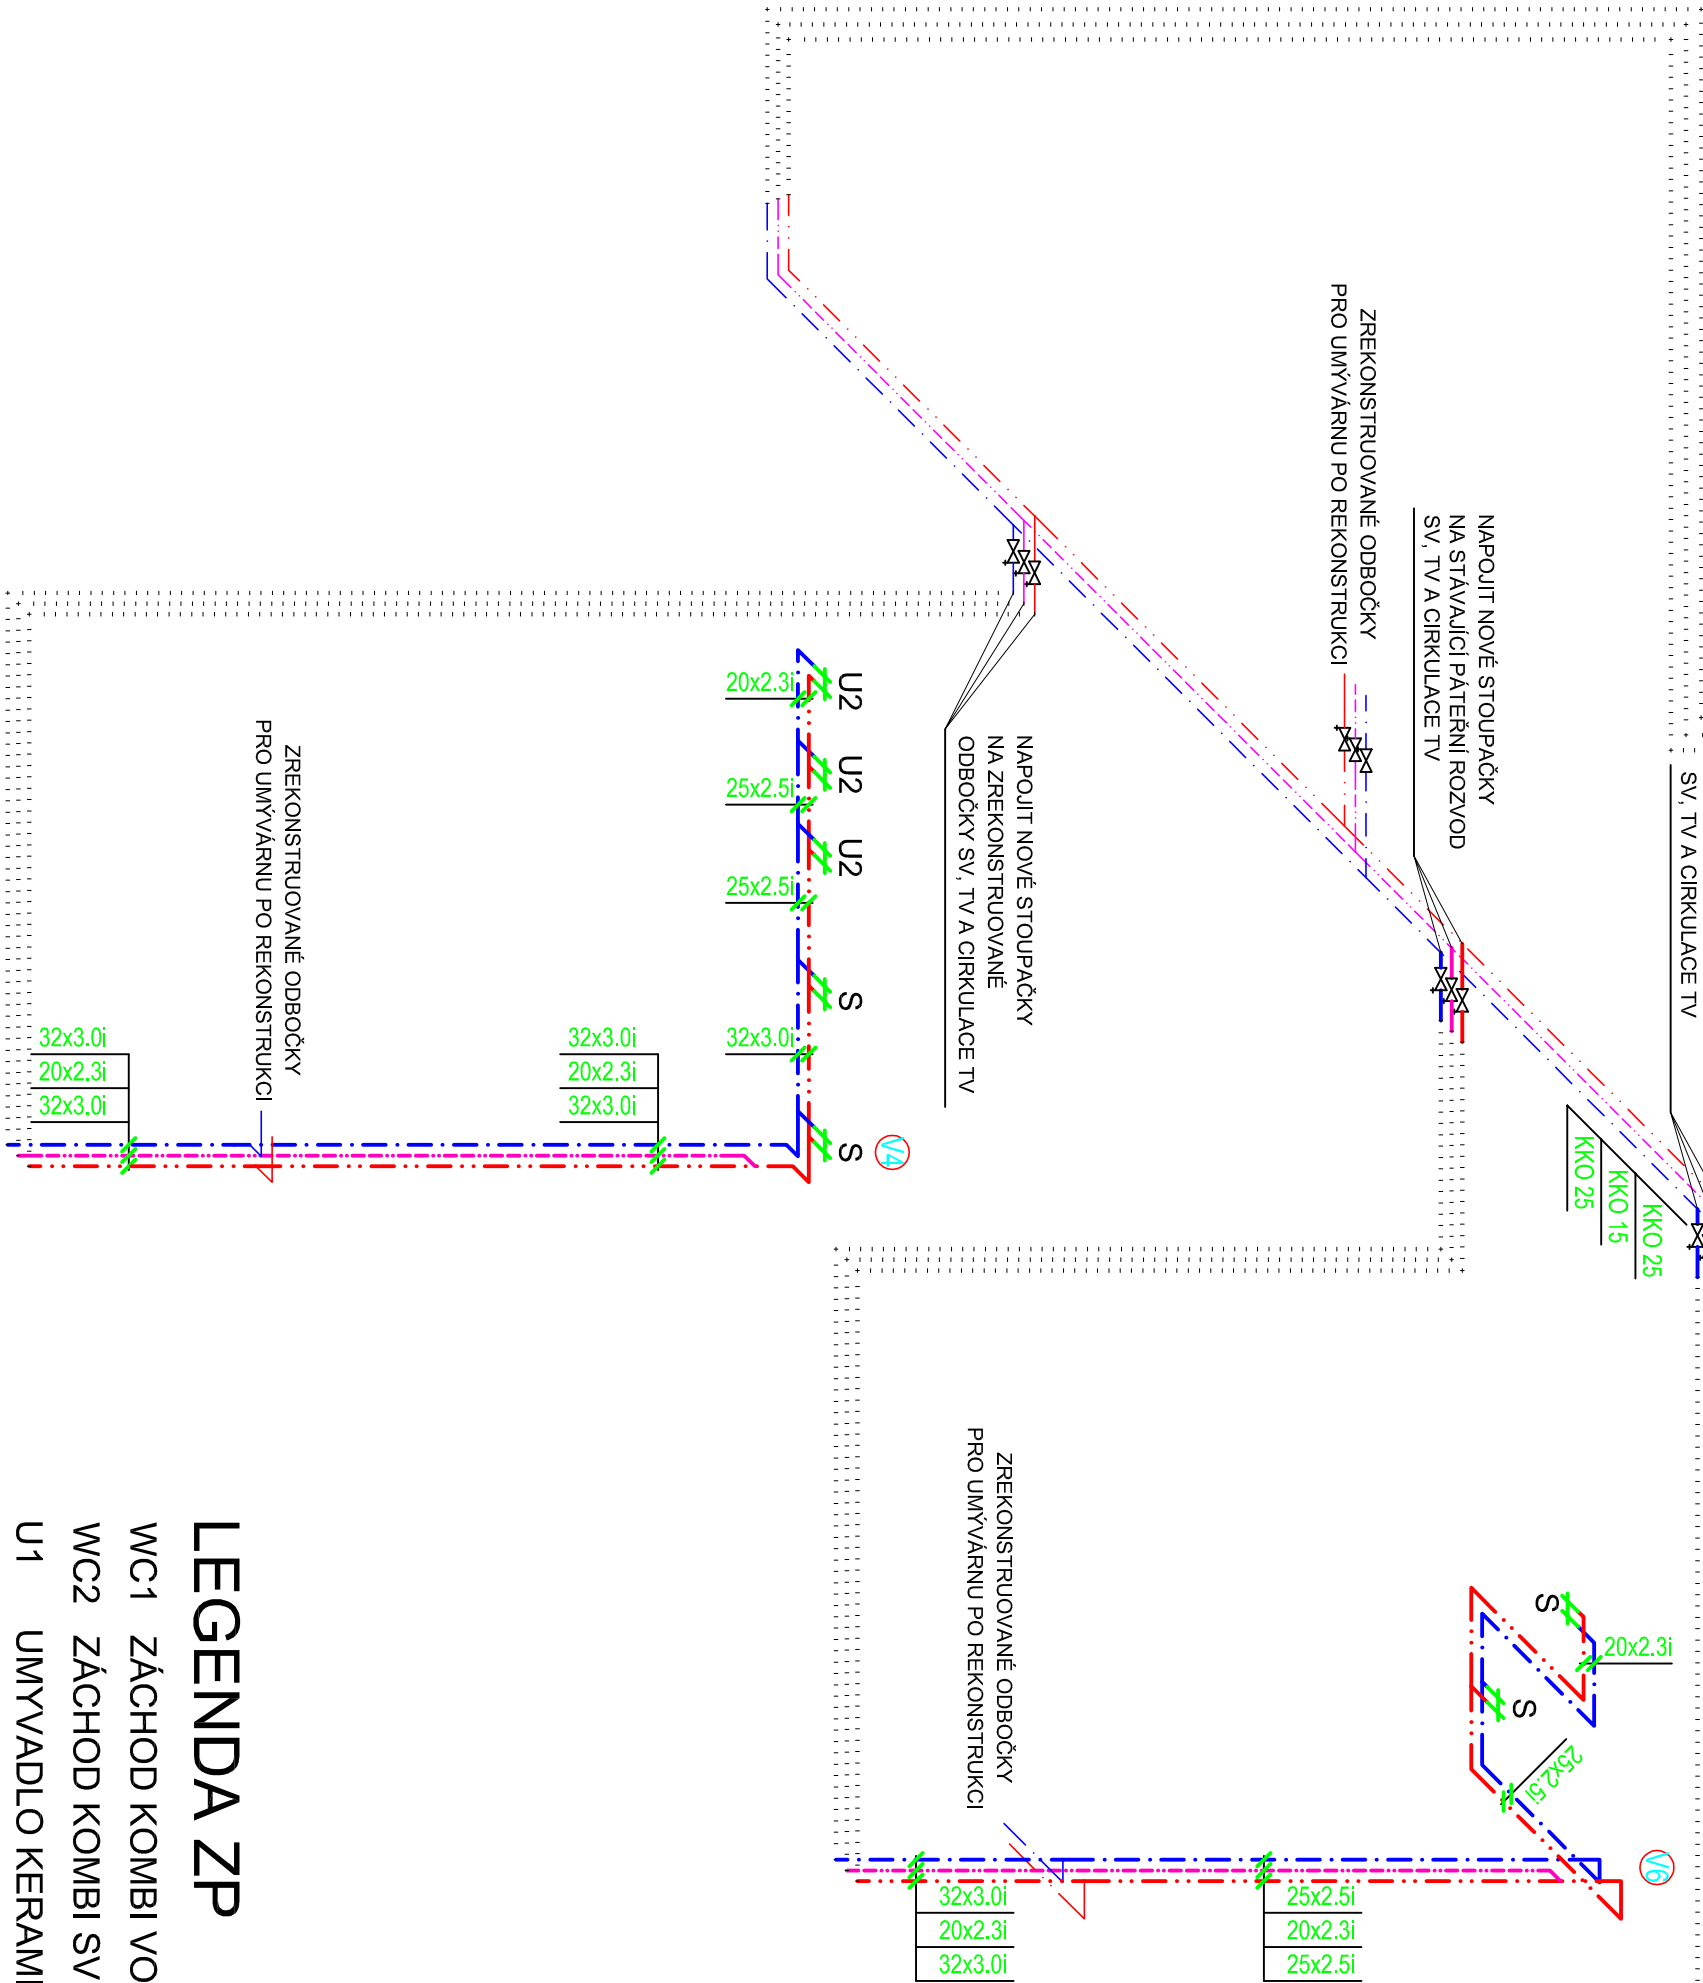 SV, TV A CIRKULACE TV
NAPOJIT NOVÉ STOUPAČKY
NA STÁVAJÍCÍ PÁTEŘNÍ ROZVOD
SV, TV A CIRKULACE TV
ZREKONSTRUOVANÉ ODBOČKY
PRO UMÝVÁRNU PO REKONSTRUKCI
KKO 25
KKO 15
KKO 25
NAPOJIT NOVÉ STOUPAČKY
NA ZREKONSTRUOVANÉ
ODBOČKY SV, TV A CIRKULACE TV
U2
U2
U2
S
S
V4
20x2.3i
25x2.5i
25x2.5i
32x3.0i
ZREKONSTRUOVANÉ ODBOČKY
PRO UMÝVÁRNU PO REKONSTRUKCI
32x3.0i
20x2.3i
32x3.0i
32x3.0i
20x2.3i
32x3.0i
S
20x2.3i
S
25x2.5i
V6
ZREKONSTRUOVANÉ ODBOČKY
PRO UMÝVÁRNU PO REKONSTRUKCI
32x3.0i
20x2.3i
32x3.0i
25x2.5i
20x2.3i
25x2.5i
LEGENDA ZP
WC1 ZÁCHOD KOMBI VO
WC2 ZÁCHOD KOMBI SV
U1 UMYVADLO KERAMI